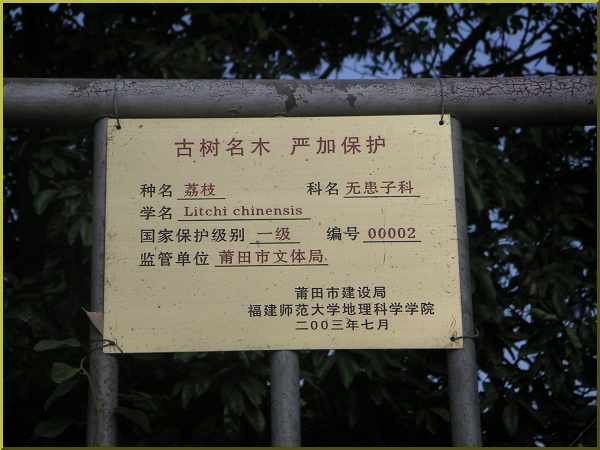 古树名木 严加保护
种名 荔枝 科名 无患子科
学名 Litchi chinensis
国家保护级别 一级 编号 00002
监管单位 莆田市文体局
莆田市建设局
福建师范大学地理科学学院
二00三年七月